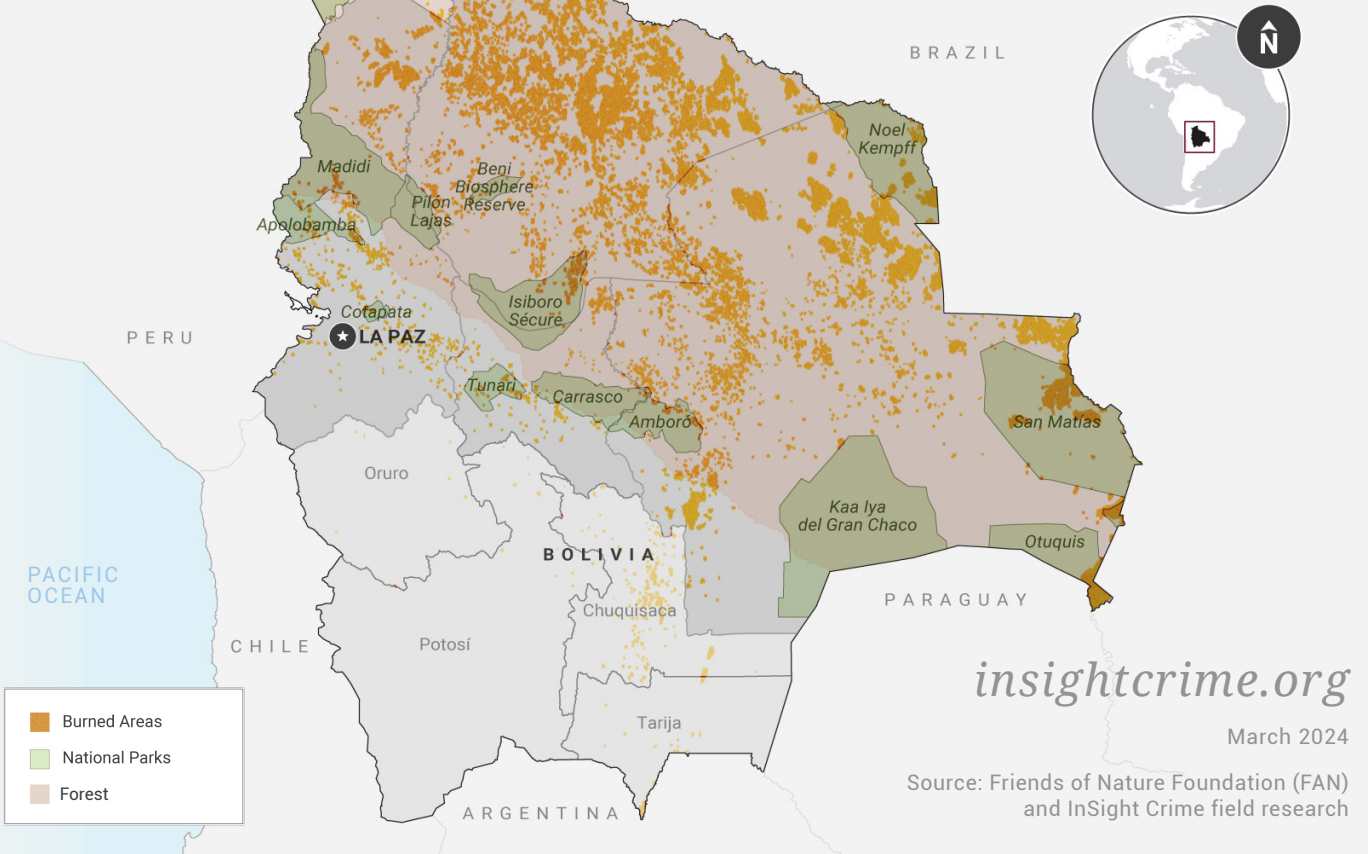 N
BRAZIL
Noel
Kempff
Madidi
Beni
Biosphere
Reserve
Pilón
Lajas
Apolobamba
Isiboro
Sécure
Cotapata
LA PAZ
PERU
Tunari
Carrasco
Amboró
San Matías
Oruro
Kaa Iya
del Gran Chaco
Otuquis
BOLIVIA
PACIFIC
OCEAN
Chuquisaca
PARAGUAY
CHILE
Potosí
insightcrime.org
Tarija
March 2024
Burned Areas
National Parks
Forest
Source: Friends of Nature Foundation (FAN)
and InSight Crime field research
ARGENTINA